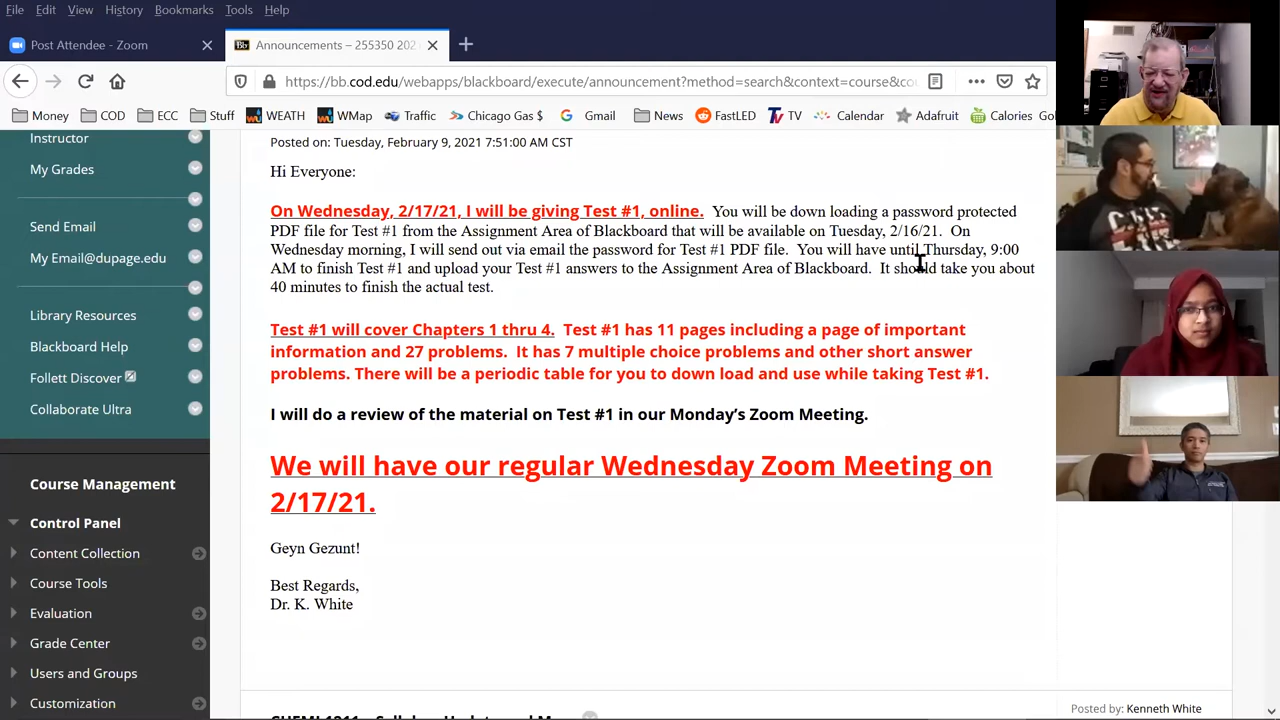 File Edit View History Bookmarks Tools Help
Post Attendee - Zoom
Bb Announcements – 255350 202
https://bb.cod.edu/webapps/blackboard/execute/announcement?method=search&context=course&co
Money COD ECC Stuff WEATH WMap Traffic Chicago Gas $ Gmail News FastLED TV Calendar Adafruit Calories Gol
Instructor
My Grades
Send Email
My Email@dupage.edu
Library Resources
Blackboard Help
Follett Discover
Collaborate Ultra
Course Management
Control Panel
Content Collection
Course Tools
Evaluation
Grade Center
Users and Groups
Customization
Posted on: Tuesday, February 9, 2021 7:51:00 AM CST
Hi Everyone:
On Wednesday, 2/17/21, I will be giving Test #1, online. You will be down loading a password protected
PDF file for Test #1 from the Assignment Area of Blackboard that will be available on Tuesday, 2/16/21. On
Wednesday morning, I will send out via email the password for Test #1 PDF file. You will have until Thursday, 9:00
AM to finish Test #1 and upload your Test #1 answers to the Assignment Area of Blackboard. It should take you about
40 minutes to finish the actual test.
Test #1 will cover Chapters 1 thru 4. Test #1 has 11 pages including a page of important
information and 27 problems. It has 7 multiple choice problems and other short answer
problems. There will be a periodic table for you to down load and use while taking Test #1.
I will do a review of the material on Test #1 in our Monday's Zoom Meeting.
We will have our regular Wednesday Zoom Meeting on
2/17/21.
Geyn Gezunt!
Best Regards,
Dr. K. White
Posted by: Kenneth White